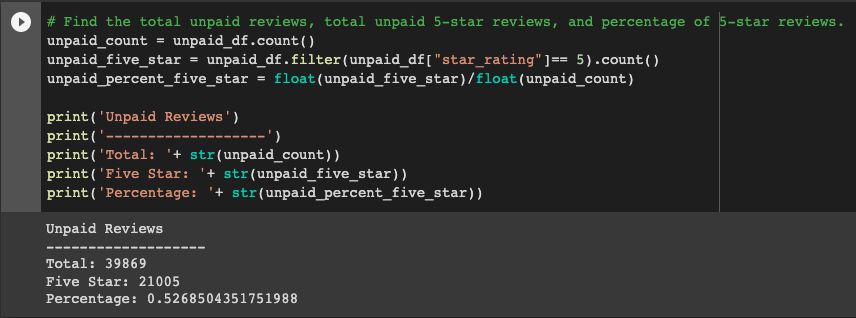 # Find the total unpaid reviews, total unpaid 5-star reviews, and percentage of 5-star reviews.
unpaid_count = unpaid_df.count()
unpaid_five_star = unpaid_df.filter(unpaid_df["star_rating"]== 5).count()
unpaid_percent_five_star = float(unpaid_five_star)/float(unpaid_count)
print('Unpaid Reviews')
print('-------------------')
print('Total: '+ str(unpaid_count))
print('Five Star: '+ str(unpaid_five_star))
print('Percentage: '+ str(unpaid_percent_five_star))
Unpaid Reviews
-------------------
Total: 39869
Five Star: 21005
Percentage: 0.5268504351751988